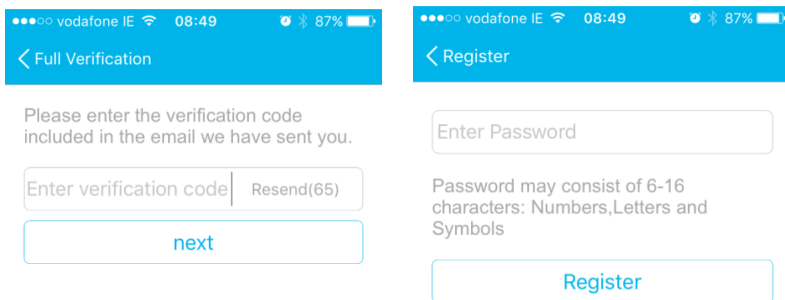 vodafone IE 08:49 87%
Full Verification
Please enter the verification code
included in the email we have sent you.
Enter verification code Resend(65)
next
vodafone IE 08:49 87%
Register
Enter Password
Password may consist of 6-16
characters: Numbers,Letters and
Symbols
Register